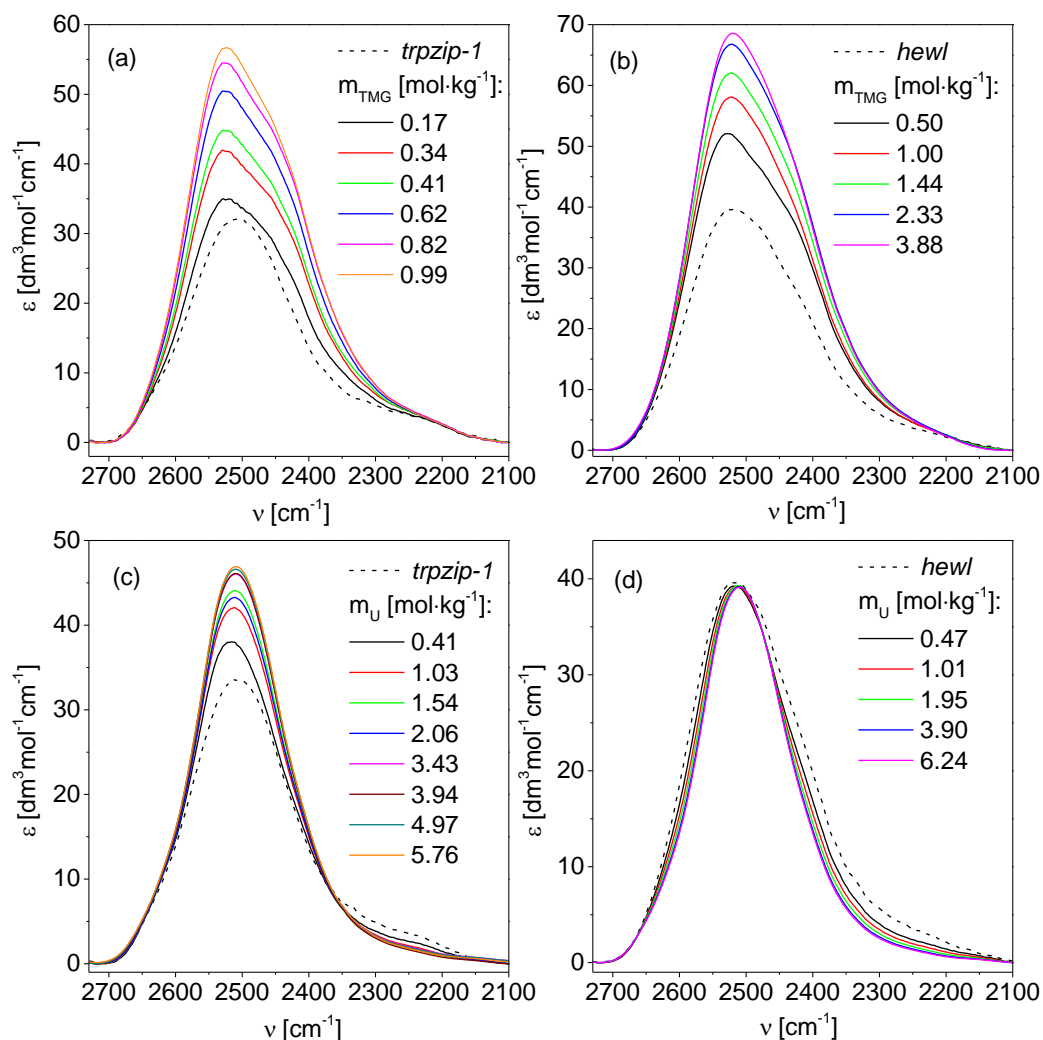 (a)
trpzip-1
m_TMG [mol·kg⁻¹]:
0.17
0.34
0.41
0.62
0.82
0.99
60
50
40
30
20
10
0
ε [dm³mol⁻¹cm⁻¹]
2700 2600 2500 2400 2300 2200 2100
ν [cm⁻¹]
(b)
hewl
m_TMG [mol·kg⁻¹]:
0.50
1.00
1.44
2.33
3.88
70
60
50
40
30
20
10
0
ε [dm³mol⁻¹cm⁻¹]
2700 2600 2500 2400 2300 2200 2100
ν [cm⁻¹]
(c)
trpzip-1
m_U [mol·kg⁻¹]:
0.41
1.03
1.54
2.06
3.43
3.94
4.97
5.76
50
40
30
20
10
0
ε [dm³mol⁻¹cm⁻¹]
2700 2600 2500 2400 2300 2200 2100
ν [cm⁻¹]
(d)
hewl
m_U [mol·kg⁻¹]:
0.47
1.01
1.95
3.90
6.24
40
30
20
10
0
ε [dm³mol⁻¹cm⁻¹]
2700 2600 2500 2400 2300 2200 2100
ν [cm⁻¹]